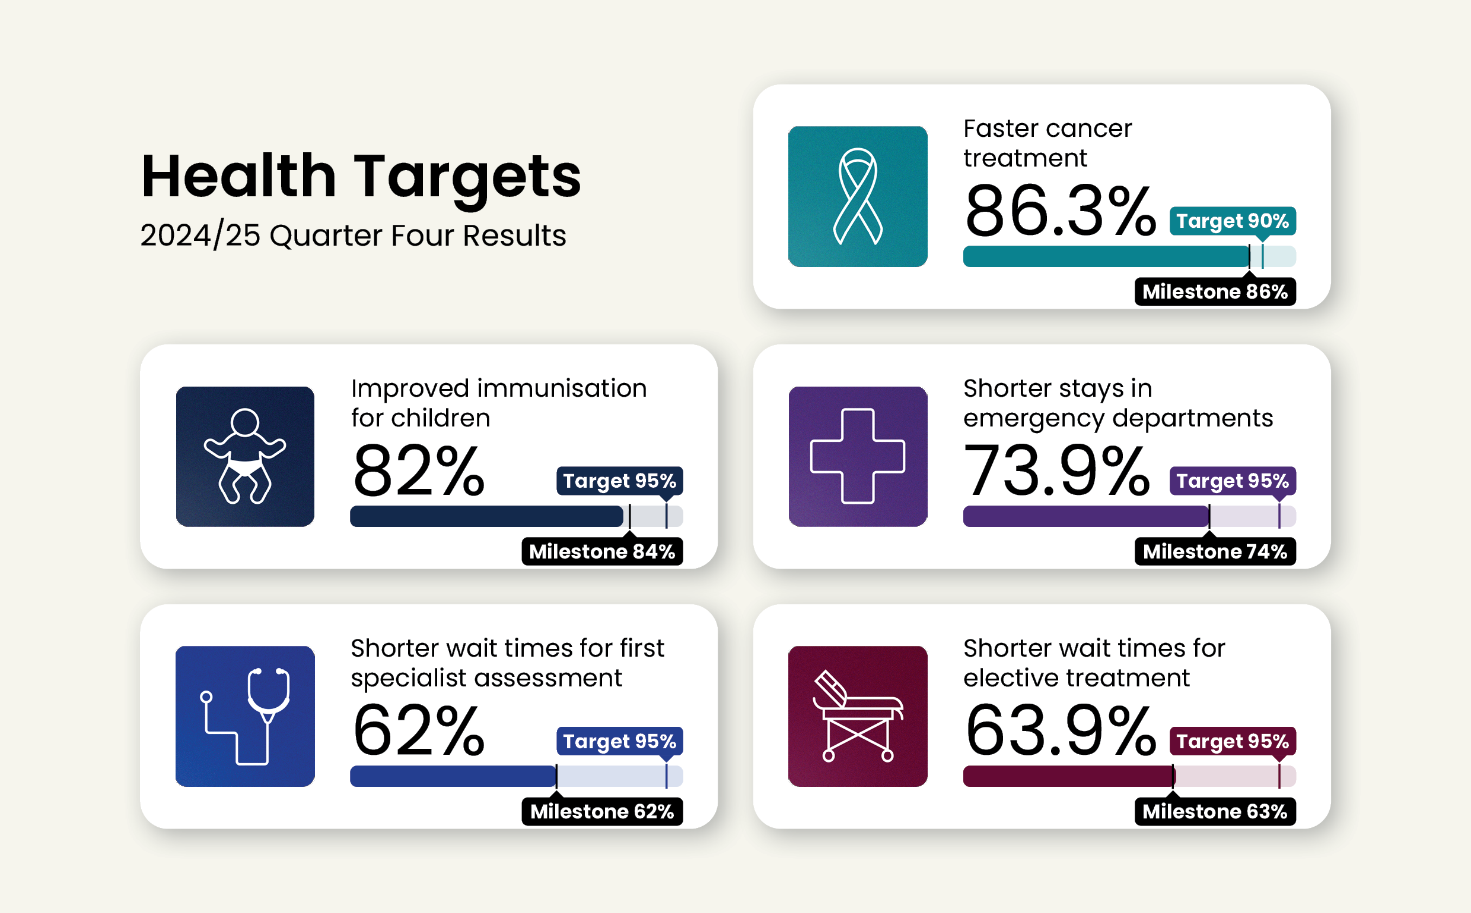 Health Targets
2024/25 Quarter Four Results
Faster cancer
treatment
86.3%
Target 90%
Milestone 86%
Improved immunisation
for children
82%
Target 95%
Milestone 84%
Shorter stays in
emergency departments
73.9%
Target 95%
Milestone 74%
Shorter wait times for first
specialist assessment
62%
Target 95%
Milestone 62%
Shorter wait times for
elective treatment
63.9%
Target 95%
Milestone 63%